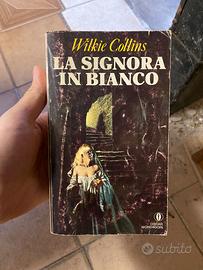 Wilkie Collins
LA SIGNORA
IN BIANCO
OSCAR
MONDADORI
subito